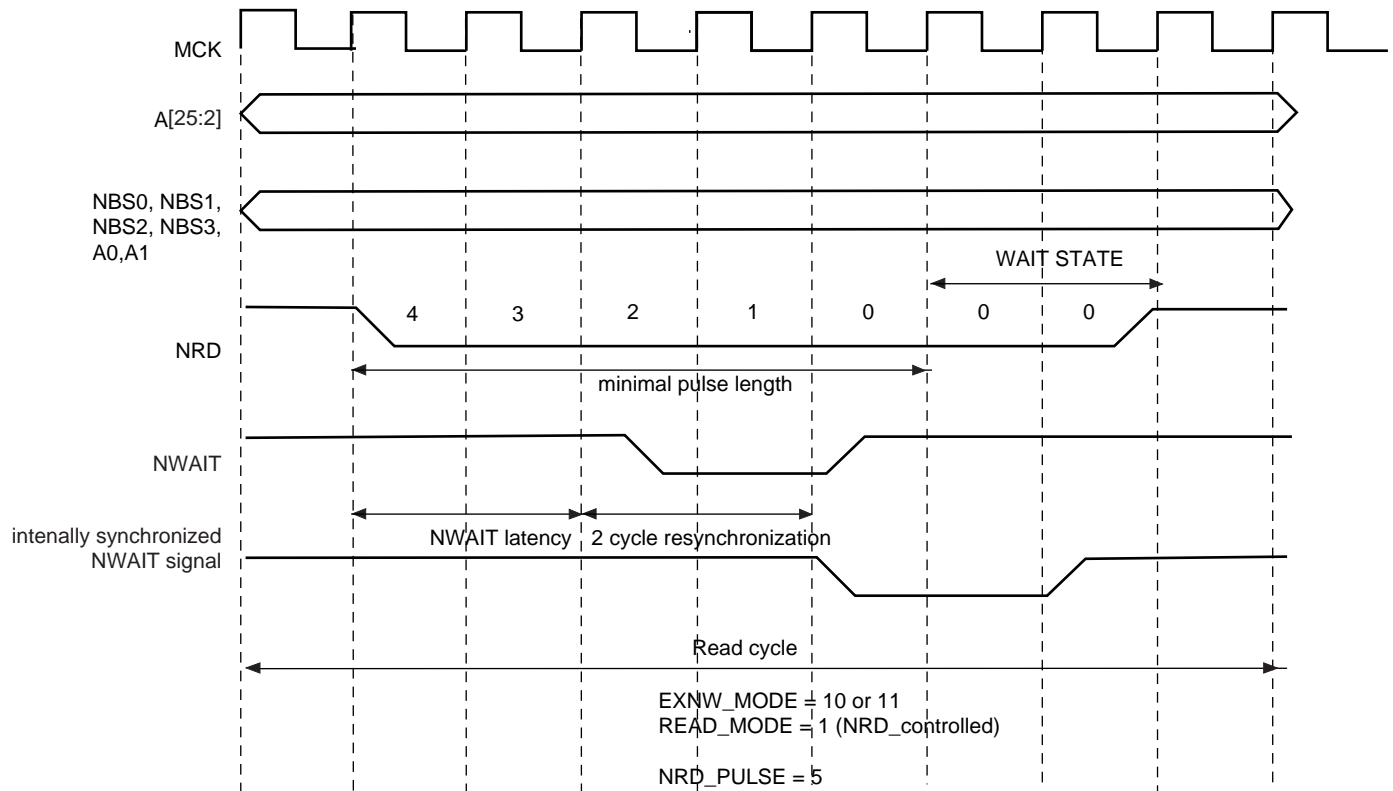 MCK
A[25:2]
NBS0, NBS1,
NBS2, NBS3,
A0,A1
WAIT STATE
4 3 2 1 0 0 0
NRD
minimal pulse length
NWAIT
intenally synchronized
NWAIT signal
NWAIT latency 2 cycle resynchronization
Read cycle
EXNW_MODE = 10 or 11
READ_MODE = 1 (NRD_controlled)
NRD_PULSE = 5